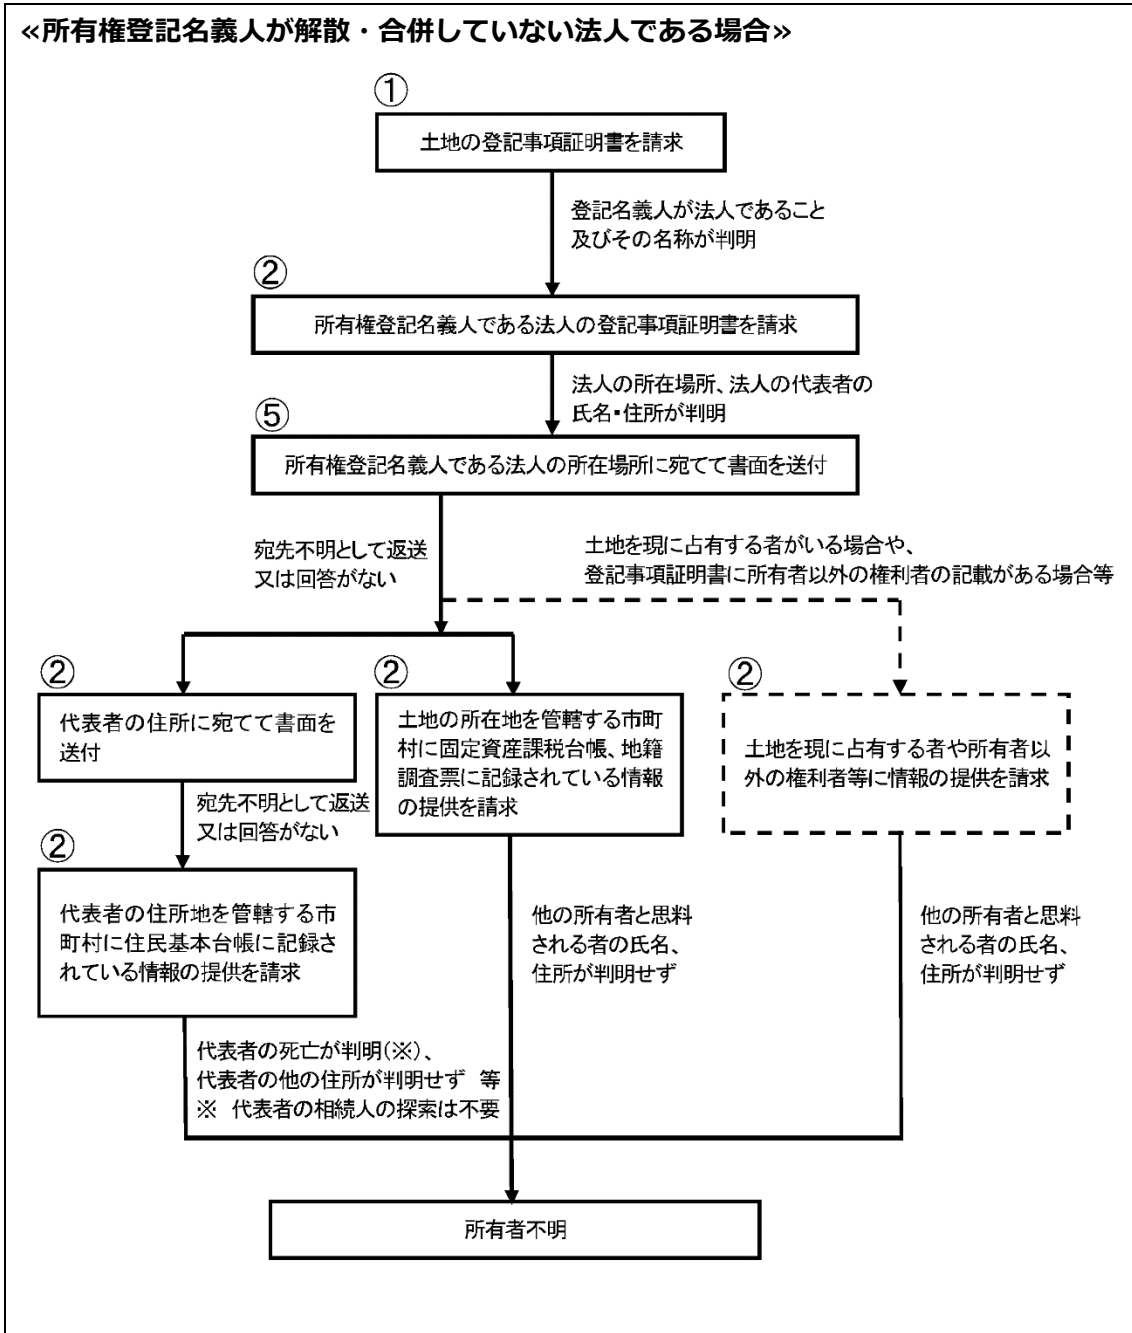 ≪所有権登記名義人が解散・合併していない法人である場合≫
①
土地の登記事項証明書を請求
登記名義人が法人であること
及びその名称が判明
②
所有権登記名義人である法人の登記事項証明書を請求
法人の所在場所、法人の代表者の
氏名・住所が判明
⑤
所有権登記名義人である法人の所在場所に宛てて書面を送付
宛先不明として返送
又は回答がない
土地を現に占有する者がいる場合や、
登記事項証明書に所有者以外の権利者の記載がある場合等
②
代表者の住所に宛てて書面を
送付
②
土地の所在地を管轄する市町
村に固定資産課税台帳、地籍
調査票に記録されている情報
の提供を請求
②
土地を現に占有する者や所有者以
外の権利者等に情報の提供を請求
宛先不明として返送
又は回答がない
②
代表者の住所地を管轄する市
町村に住民基本台帳に記録さ
れている情報の提供を請求
他の所有者と思料
される者の氏名、
住所が判明せず
他の所有者と思料
される者の氏名、
住所が判明せず
代表者の死亡が判明(※)、
代表者の他の住所が判明せず 等
※ 代表者の相続人の探索は不要
所有者不明